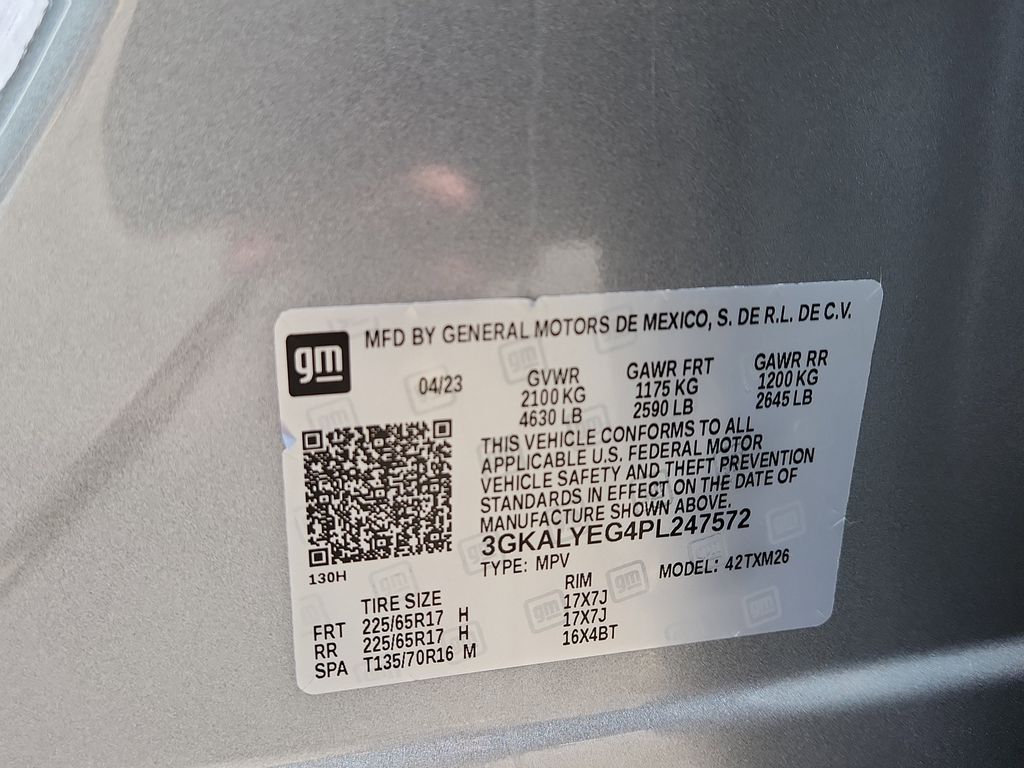 gm
MFD BY GENERAL MOTORS DE MEXICO, S. DE R.L. DE C.V.
04/23
GVWR
2100 KG
4630 LB
GAWR FRT
1175 KG
2590 LB
GAWR RR
1200 KG
2645 LB
THIS VEHICLE CONFORMS TO ALL
APPLICABLE U.S. FEDERAL MOTOR
VEHICLE SAFETY AND THEFT PREVENTION
STANDARDS IN EFFECT ON THE DATE OF
MANUFACTURE SHOWN ABOVE.
3GKALYEG4PL247572
TYPE: MPV
MODEL: 42TXM26
130H
TIRE SIZE RIM
FRT 225/65R17 H 17X7J
RR 225/65R17 H 17X7J
SPA T135/70R16 M 16X4BT